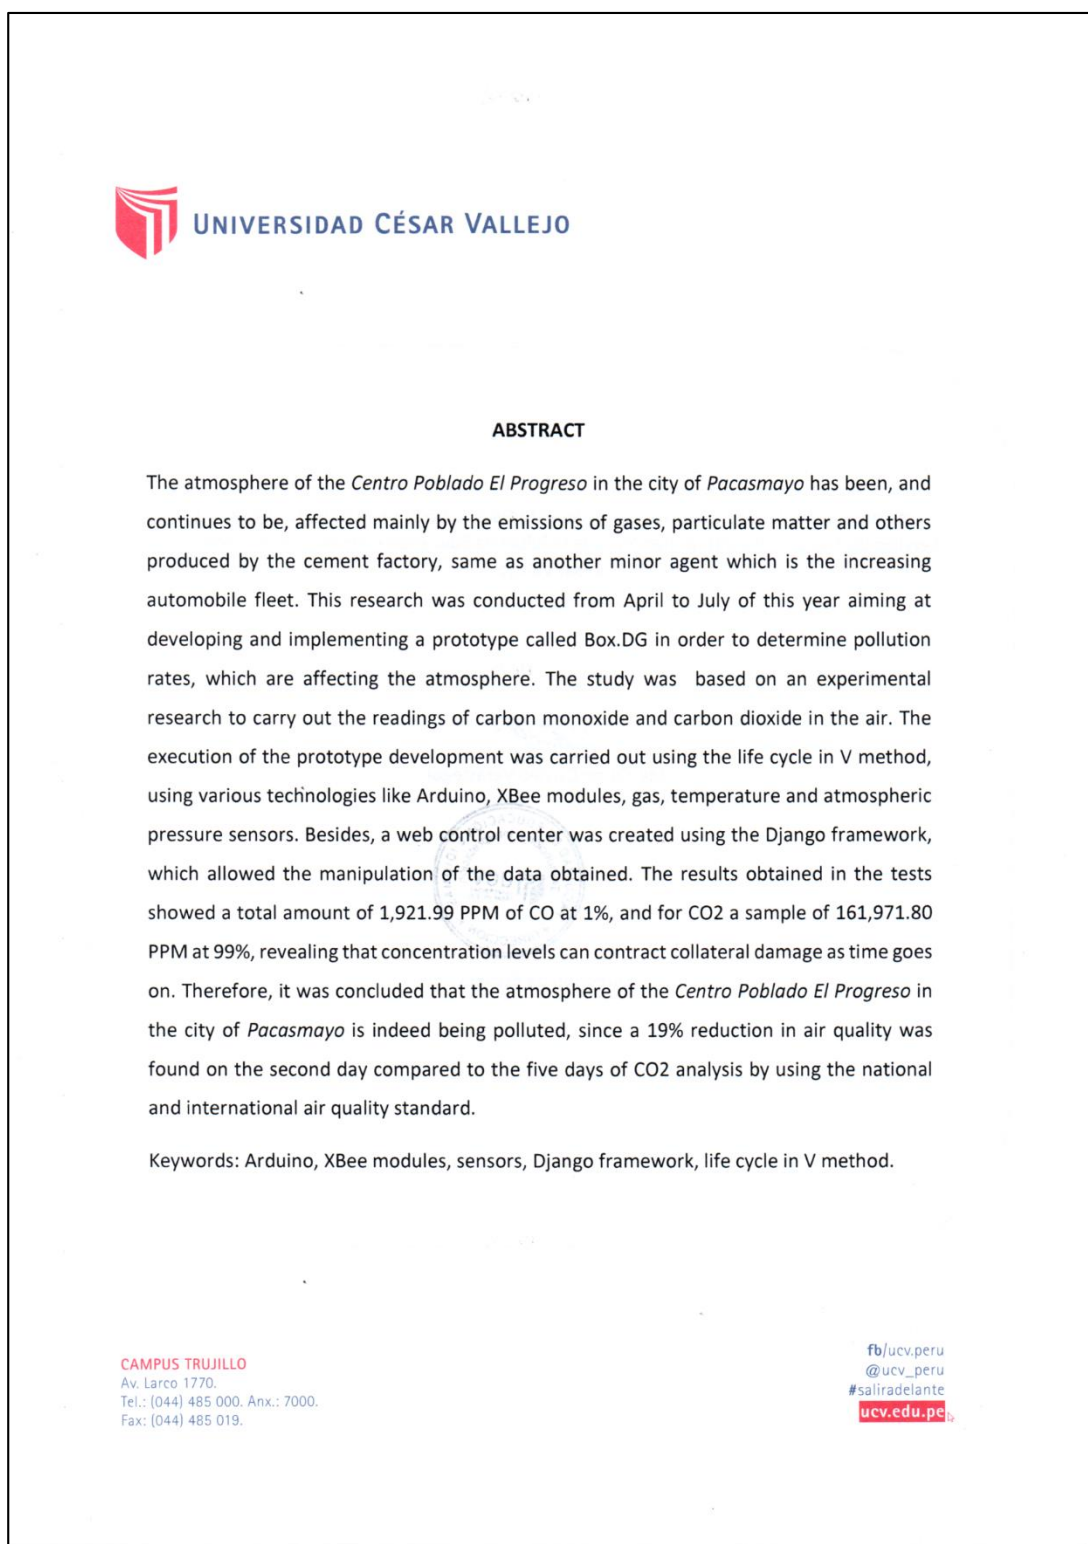 UNIVERSIDAD CÉSAR VALLEJO
ABSTRACT
The atmosphere of the Centro Poblado El Progreso in the city of Pacasmayo has been, and
continues to be, affected mainly by the emissions of gases, particulate matter and others
produced by the cement factory, same as another minor agent which is the increasing
automobile fleet. This research was conducted from April to July of this year aiming at
developing and implementing a prototype called Box.DG in order to determine pollution
rates, which are affecting the atmosphere. The study was based on an experimental
research to carry out the readings of carbon monoxide and carbon dioxide in the air. The
execution of the prototype development was carried out using the life cycle in V method,
using various technologies like Arduino, XBee modules, gas, temperature and atmospheric
pressure sensors. Besides, a web control center was created using the Django framework,
which allowed the manipulation of the data obtained. The results obtained in the tests
showed a total amount of 1,921.99 PPM of CO at 1%, and for CO2 a sample of 161,971.80
PPM at 99%, revealing that concentration levels can contract collateral damage as time goes
on. Therefore, it was concluded that the atmosphere of the Centro Poblado El Progreso in
the city of Pacasmayo is indeed being polluted, since a 19% reduction in air quality was
found on the second day compared to the five days of CO2 analysis by using the national
and international air quality standard.
Keywords: Arduino, XBee modules, sensors, Django framework, life cycle in V method.
CAMPUS TRUJILLO
Av. Larco 1770.
Tel.: (044) 485 000. Anx.: 7000.
Fax: (044) 485 019.
fb/ucv.peru
@ucv_peru
#saliradelante
ucv.edu.pe